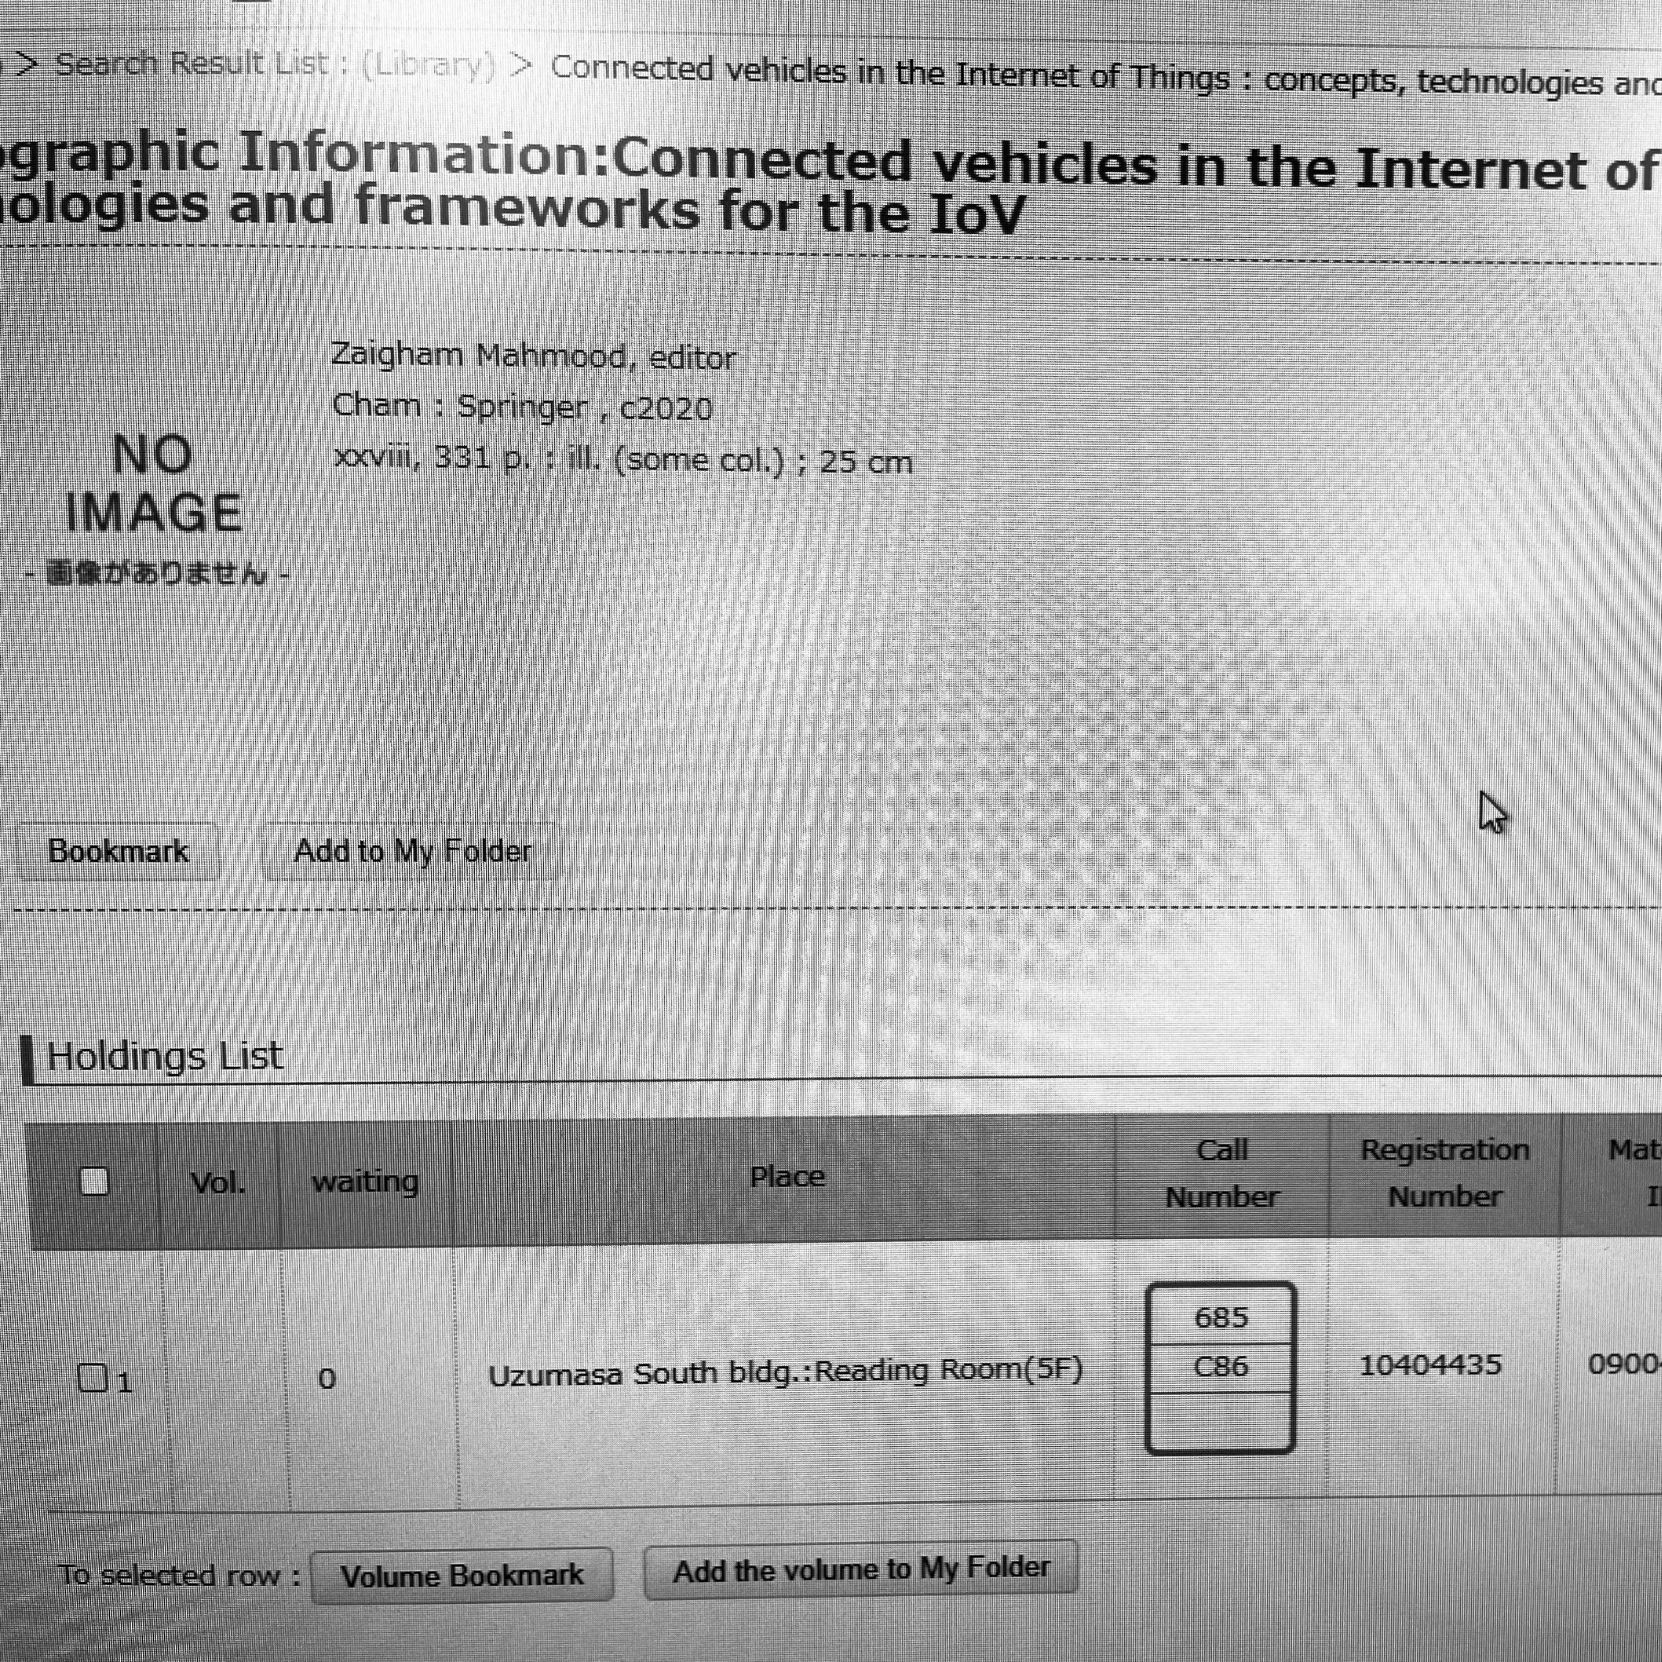 > Search Result List : (Library) > Connected vehicles in the Internet of Things : concepts, technologies and
ographic Information:Connected vehicles in the Internet of
nologies and frameworks for the IoV
Zaigham Mahmood, editor
Cham : Springer , c2020
xxviii, 331 p. : ill. (some col.) ; 25 cm
NO
IMAGE
- 画像がありません -
Bookmark Add to My Folder
Holdings List
Vol. waiting Place Call Number Registration Number Mat
1 0 Uzumasa South bldg.:Reading Room(5F) 685 C86 10404435 0900
To selected row : Volume Bookmark Add the volume to My Folder